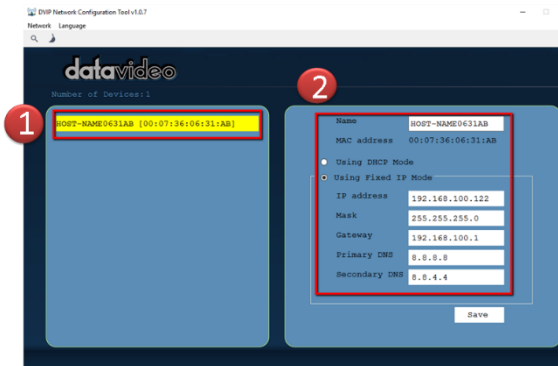 DVIP Network Configuration Tool v1.0.7
Network Language
datavideo
Number of Devices:1
1
HOST-NAME0631AB [00:07:36:06:31:AB]
2
Name HOST-NAME0631AB
MAC address 00:07:36:06:31:AB
Using DHCP Mode
Using Fixed IP Mode
IP address 192.168.100.122
Mask 255.255.255.0
Gateway 192.168.100.1
Primary DNS 8.8.8.8
Secondary DNS 8.8.4.4
Save